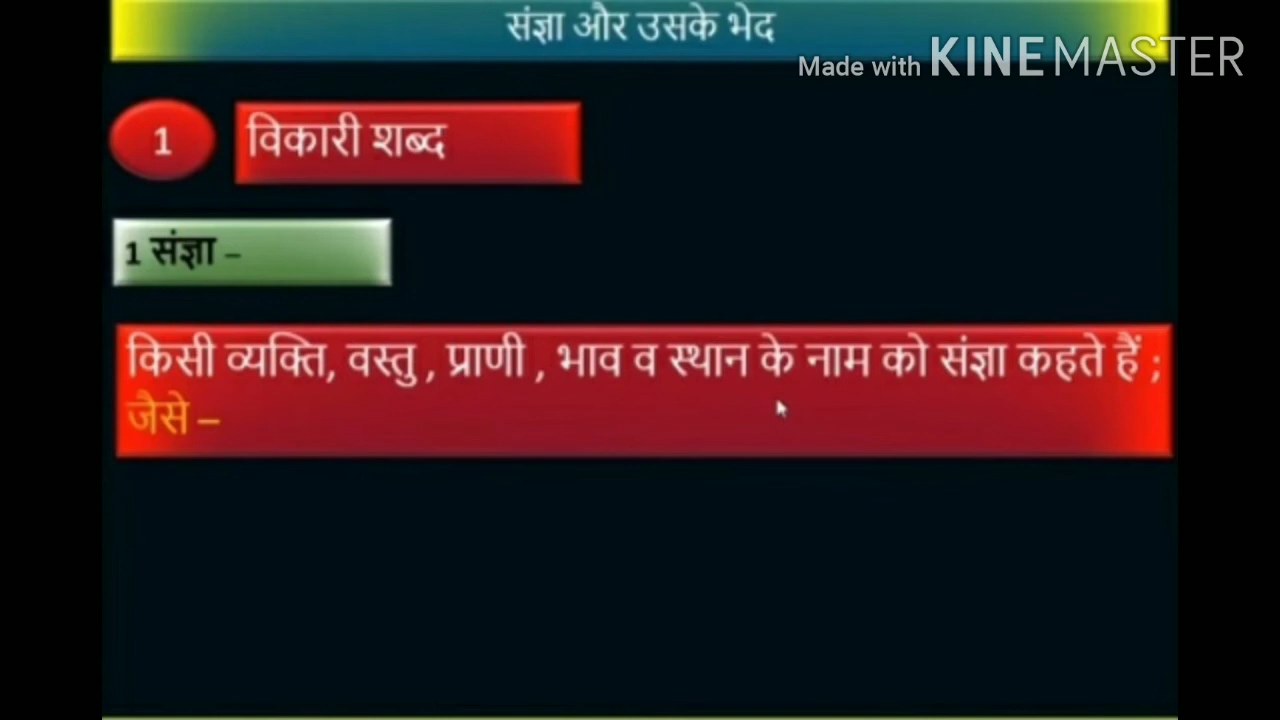 संज्ञा और उसके भेद
Made with KINEMASTER
1 विकारी शब्द
1 संज्ञा –
किसी व्यक्ति, वस्तु , प्राणी , भाव व स्थान के नाम को संज्ञा कहते हैं ;
जैसे –